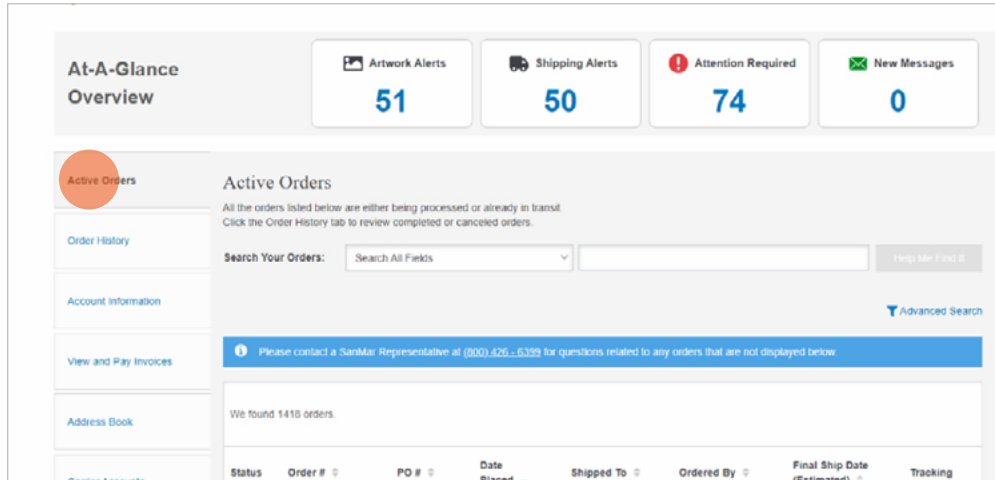 At-A-Glance
Overview
Artwork Alerts
51
Shipping Alerts
50
Attention Required
74
New Messages
0
Active Orders
Order History
Account Information
View and Pay Invoices
Address Book
Active Orders
All the orders listed below are either being processed or already in transit.
Click the Order History tab to review completed or canceled orders.
Search Your Orders:
Search All Fields
Help Me Find It
Advanced Search
Please contact a SanMar Representative at (800) 426 - 6399 for questions related to any orders that are not displayed below.
We found 1418 orders.
Status
Order #
PO #
Date
Placed
Shipped To
Ordered By
Final Ship Date
(Estimated)
Tracking